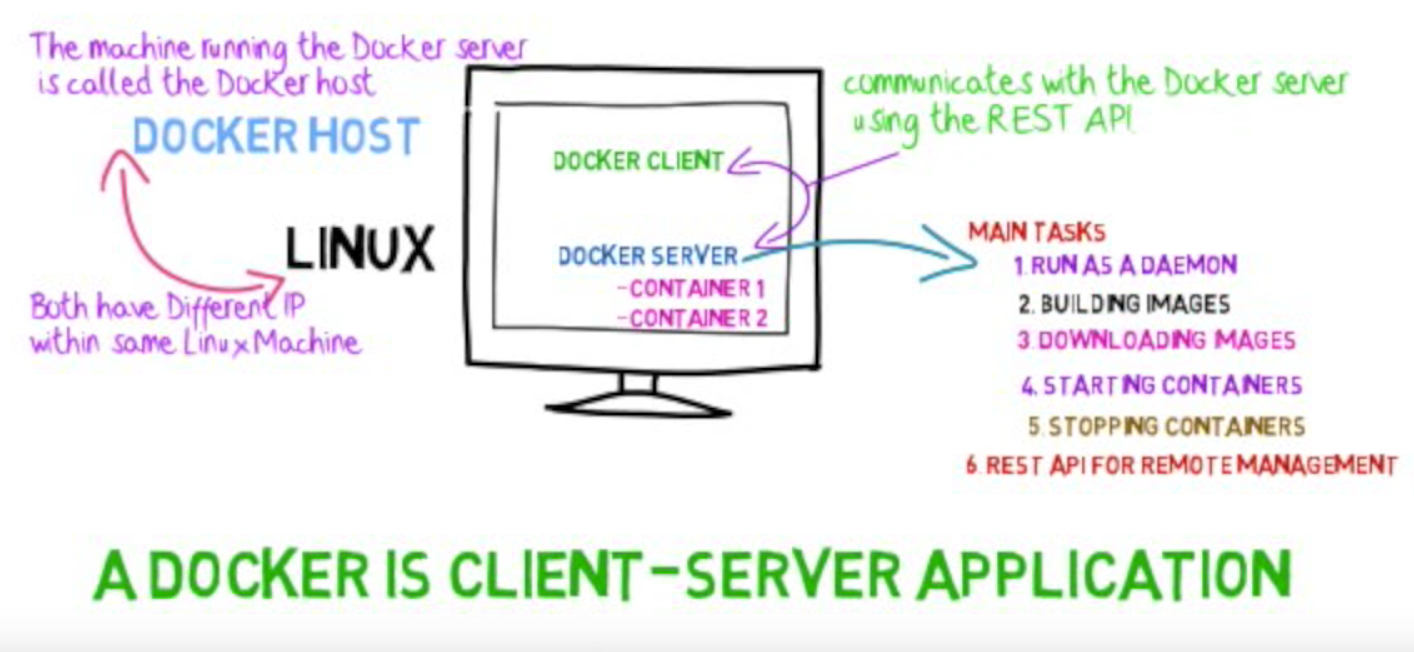 The machine running the Docker server
is called the Docker host
DOCKER HOST
LINUX
Both have Different IP
within same Linux Machine
DOCKER CLIENT
DOCKER SERVER
-CONTAINER 1
-CONTAINER 2
communicates with the Docker server
using the REST API
MAIN TASKS
1. RUN AS A DAEMON
2. BUILDING IMAGES
3 DOWNLOADING IMAGES
4. STARTING CONTAINERS
5. STOPPING CONTAINERS
6 REST API FOR REMOTE MANAGEMENT
A DOCKER IS CLIENT-SERVER APPLICATION